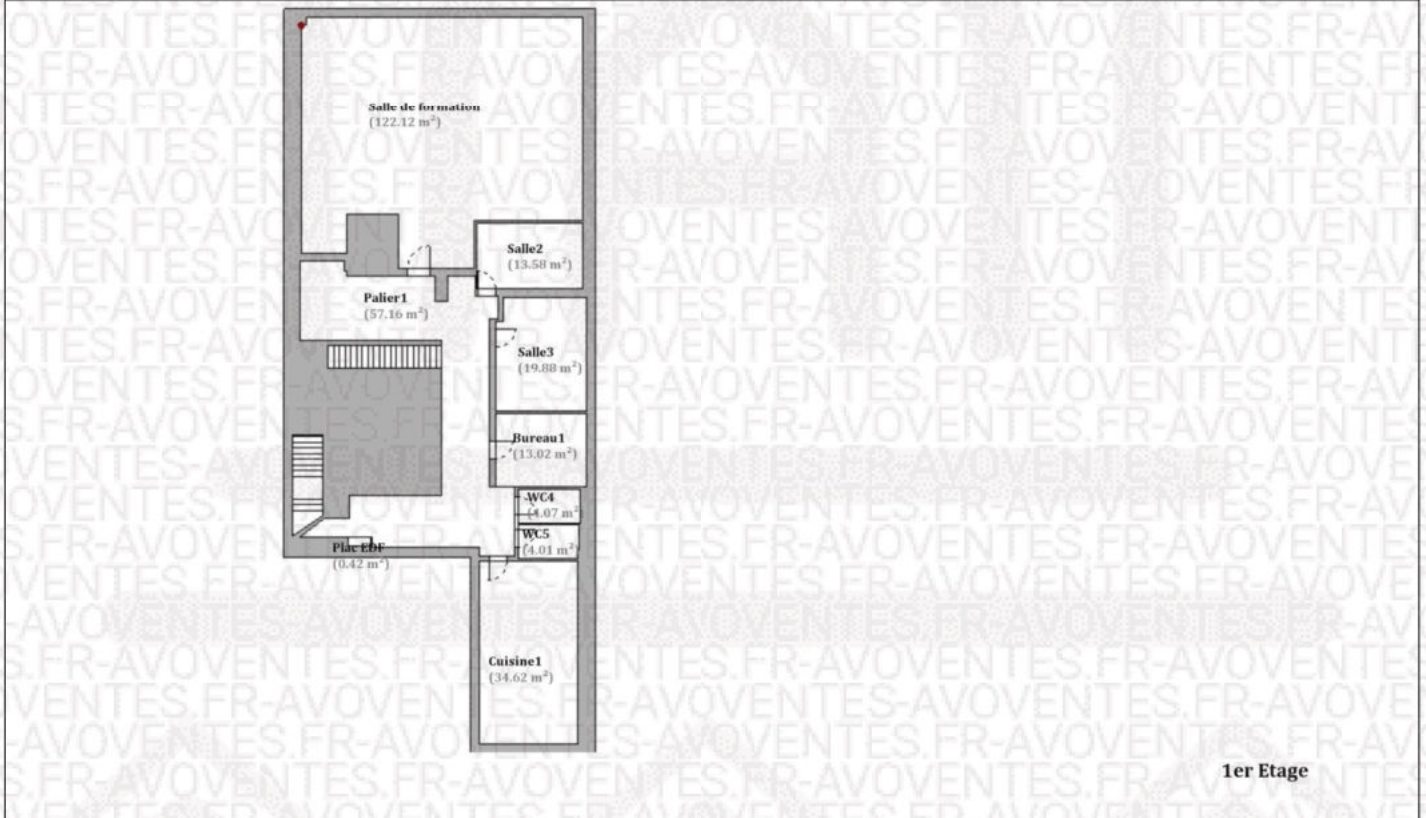 Salle de formation
(122.12 m²)
Salle2
(13.58 m²)
Palier1
(57.16 m²)
Salle3
(19.88 m²)
Bureau1
(13.02 m²)
WC4
(4.07 m²
WC5
(4.01 m²)
Plac EDF
(0.42 m²)
Cuisine1
(34.62 m²)
1er Etage